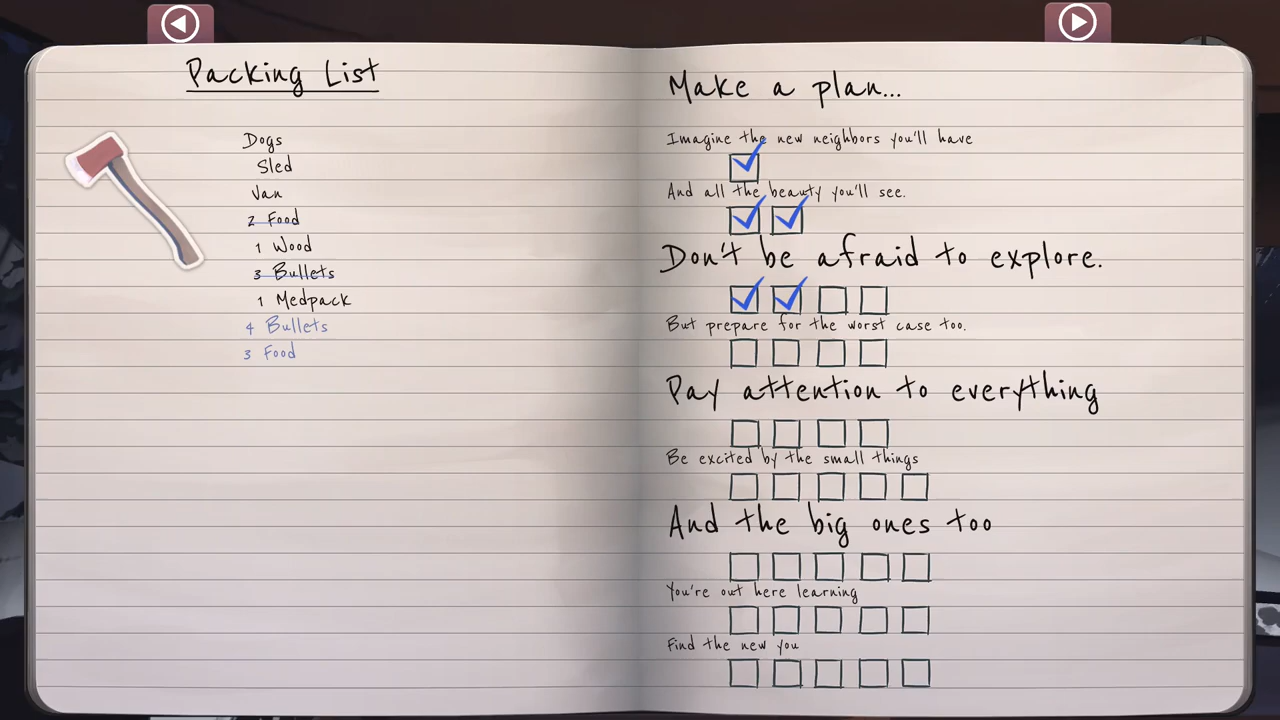 Packing List
Dogs
Sled
Van
2 Food
1 Wood
3 Bullets
1 Medpack
4 Bullets
3 Food
Make a plan...
Imagine the new neighbors you'll have
And all the beauty you'll see.
Don't be afraid to explore.
But prepare for the worst case too.
Pay attention to everything
Be excited by the small things
And the big ones too
You're out here learning
Find the new you